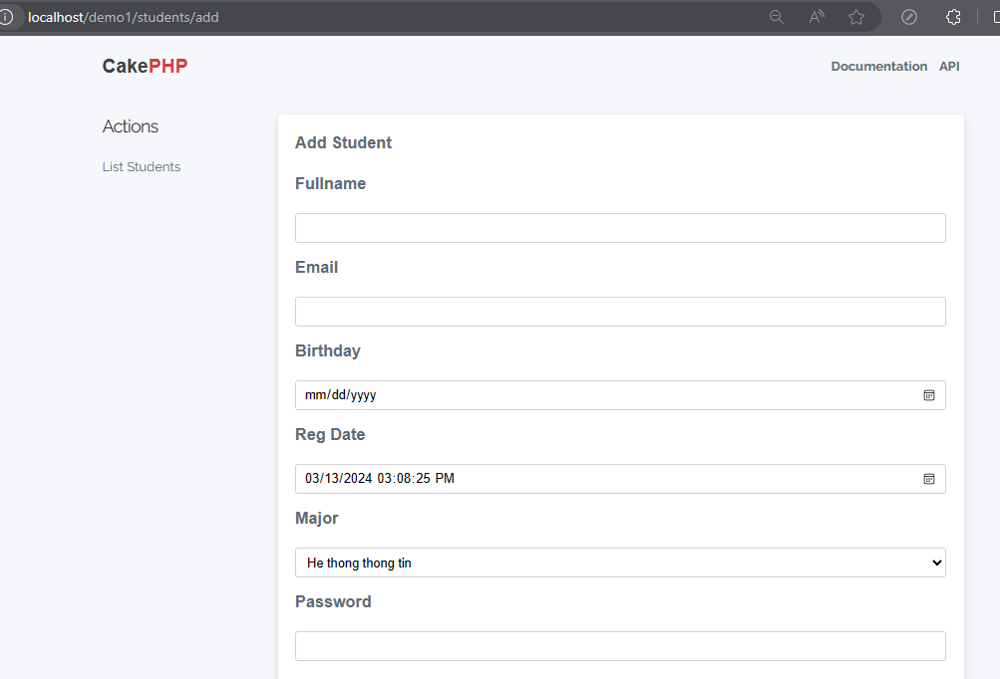 localhost/demo1/students/add
CakePHP
Documentation API
Actions
List Students
Add Student
Fullname
Email
Birthday
mm/dd/yyyy
Reg Date
03/13/2024 03:08:25 PM
Major
He thong thong tin
Password